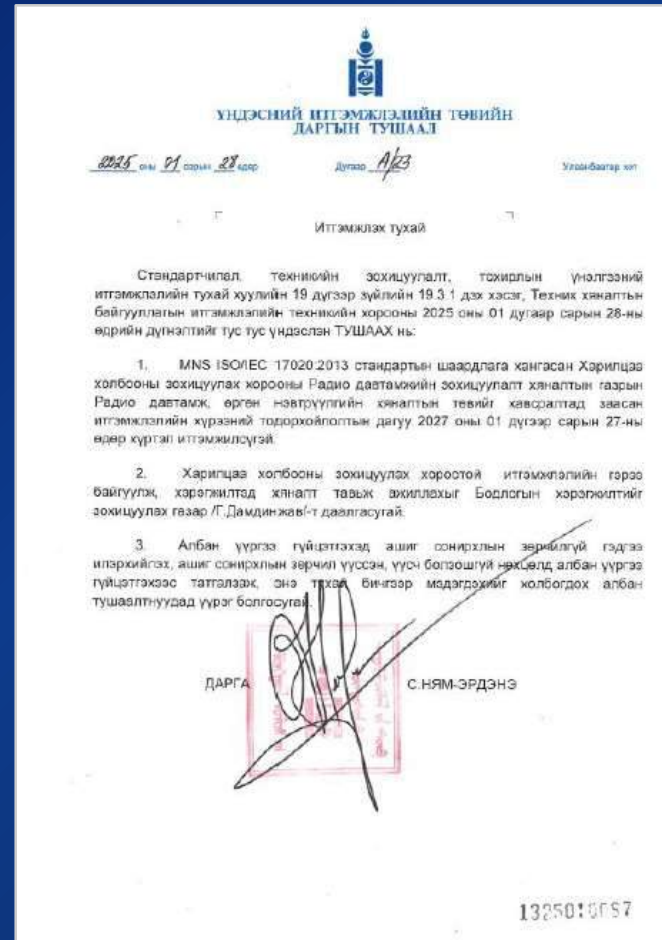 ҮНДЭСНИЙ ИТГЭМЖЛЭЛИЙН ТӨВИЙН
ДАРГЫН ТУШААЛ
2025 оны 01 сарын 28 өдөр Дугаар А/23 Улаанбаатар хот
Итгэмжлэх тухай
Стандартчилал, техникийн зохицуулалт, тохирлын үнэлгээний
итгэмжлэлийн тухай хуулийн 19 дүгээр зүйлийн 19.3.1 дэх хэсэг, Техник хяналтын
байгууллагын итгэмжлэлийн техникийн хорооны 2025 оны 01 дугаар сарын 28-ны
өдрийн дүгнэлтийг тус тус үндэслэн ТУШААХ нь:
1. MNS ISO/IEC 17020:2013 стандартын шаардлага хангасан Харилцаа
холбооны зохицуулах хорооны Радио давтамжийн зохицуулалт хяналтын газрын
Радио давтамж, өргөн нэвтрүүлгийн хяналтын төвийг хавсралтад заасан
итгэмжлэлийн хүрээний тодорхойлолтын дагуу 2027 оны 01 дүгээр сарын 27-ны
өдөр хүртэл итгэмжилсүгэй.
2. Харилцаа холбооны зохицуулах хороотой итгэмжлэлийн гэрээ
байгуулж, хэрэгжилтэд хяналт тавьж ажиллахыг Бодлогын хэрэгжилтийг
зохицуулах газар /Г.Дамдинжав/-т даалгасугай.
3. Албан үүргээ гүйцэтгэхэд ашиг сонирхлын зөрчилгүй гэдгээ
илэрхийлэх, ашиг сонирхлын зөрчил үүссэн, үүсч болзошгүй нөхцөлд албан үүргээ
гүйцэтгэхээс татгалзаж, энэ тухай бичгээр мэдэгдэхийг холбогдох албан
тушаалтнуудад үүрэг болгосугай.
ДАРГА С.НЯМ-ЭРДЭНЭ